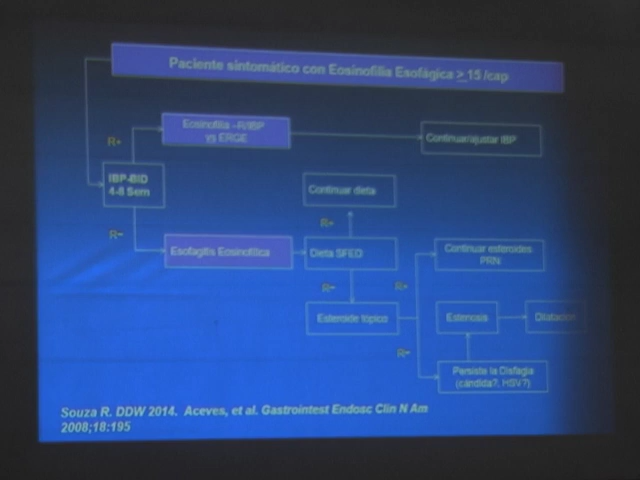 Paciente sintomático con Eosinofilia Esofágica ≥ 15 /cap
Eosinofilia –R/IBP
vs ERGE
Continuar/ajustar IBP
R+
IBP-BID
4-8 Sem
Continuar dieta
R+
R-
Esofagitis Eosinofílica
Dieta SFED
Continuar esteroides
PRN
R-
R+
Esteroide tópico
Estenosis
Dilatación
R-
Persiste la Disfagia
(cándida?, HSV?)
Souza R. DDW 2014. Aceves, et al. Gastrointest Endosc Clin N Am
2008;18:195